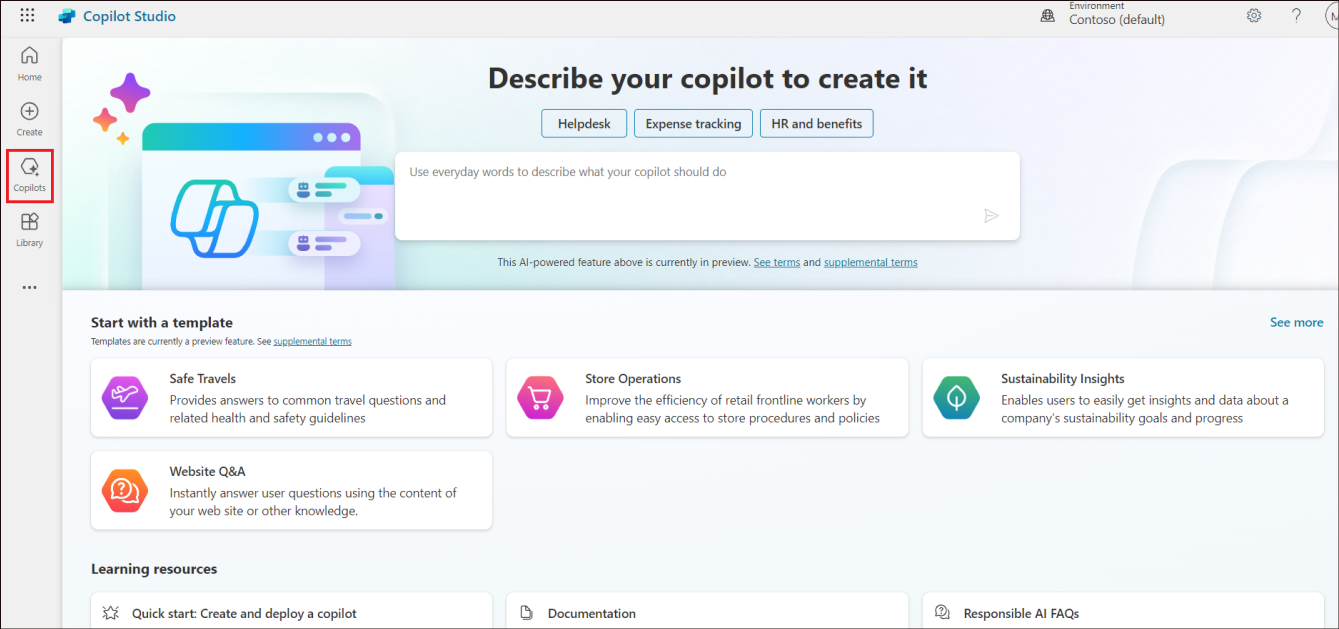 Copilot Studio
Environment
Contoso (default)
?
M
Home
Create
Copilots
Library
Describe your copilot to create it
Helpdesk
Expense tracking
HR and benefits
Use everyday words to describe what your copilot should do
This AI-powered feature above is currently in preview. See terms and supplemental terms
Start with a template
See more
Templates are currently a preview feature. See supplemental terms
Safe Travels
Provides answers to common travel questions and
related health and safety guidelines
Store Operations
Improve the efficiency of retail frontline workers by
enabling easy access to store procedures and policies
Sustainability Insights
Enables users to easily get insights and data about a
company's sustainability goals and progress
Website Q&A
Instantly answer user questions using the content of
your web site or other knowledge.
Learning resources
Quick start: Create and deploy a copilot
Documentation
Responsible AI FAQs